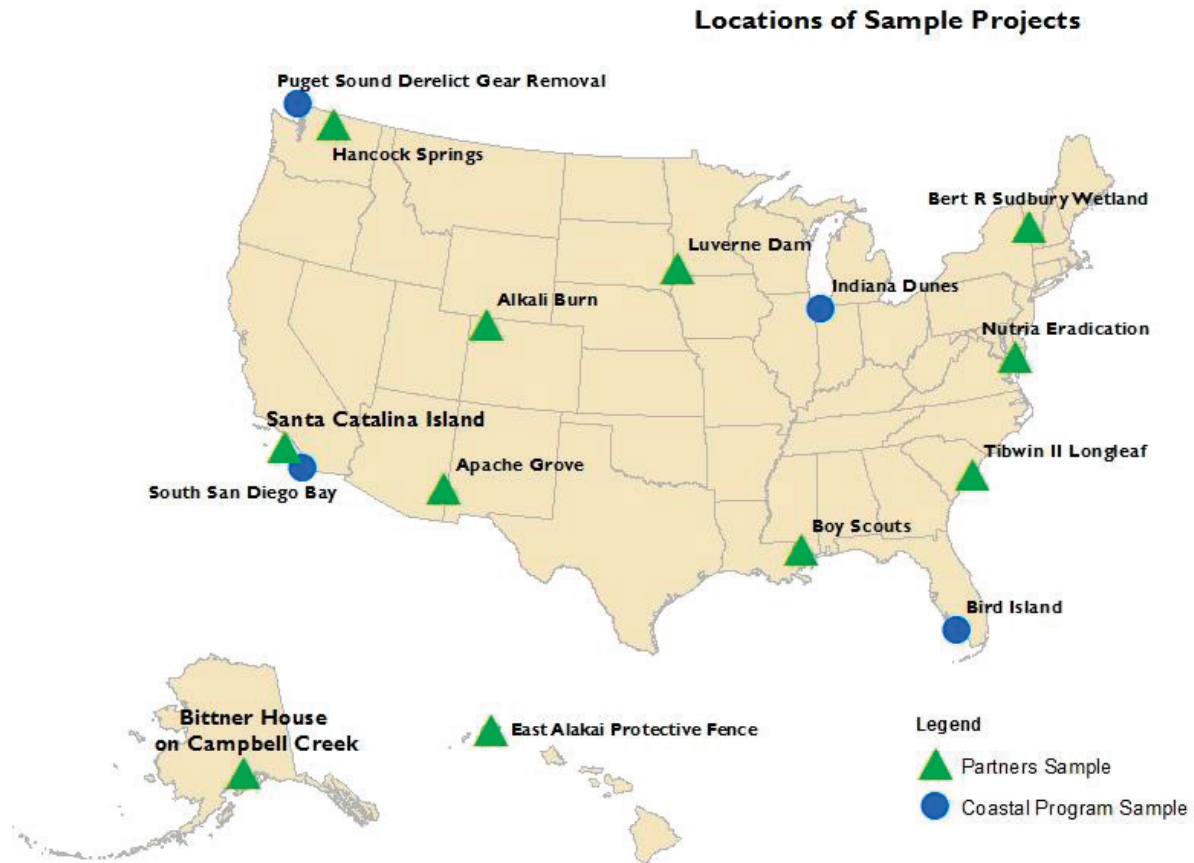 Locations of Sample Projects
Puget Sound Derelict Gear Removal
Hancock Springs
Bert R Sudbury Wetland
Luverne Dam
Indiana Dunes
Alkali Burn
Nutria Eradication
Santa Catalina Island
Apache Grove
Tibwin II Longleaf
South San Diego Bay
Boy Scouts
Bird Island
Bittner House
on Campbell Creek
East Alakai Protective Fence
Legend
Partners Sample
Coastal Program Sample